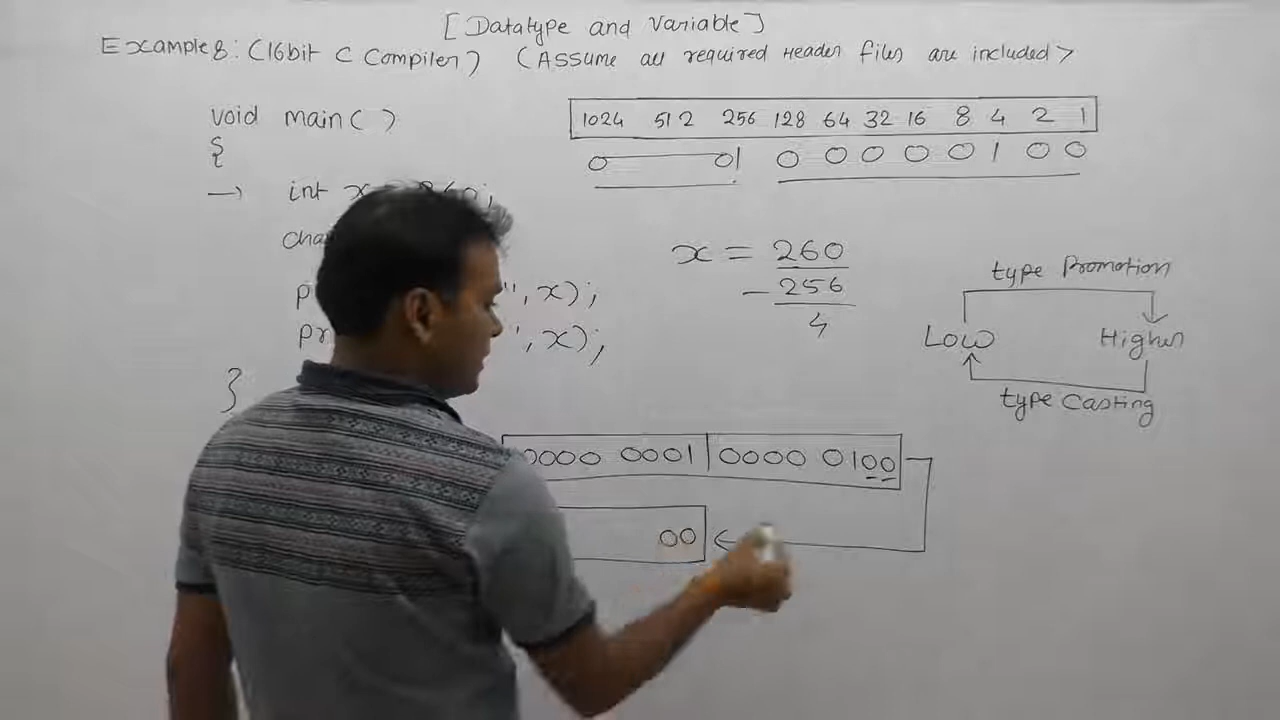 [Datatype and Variable]
Example 8: (16bit C Compiler) (Assume all required Header files are included>
void main( )
{
→ int x 260;
cha
p ", x);
pr ', x);
}
1024 512 256 128 64 32 16 8 4 2 1
0 01 0 0 0 0 0 1 0 0
x = 260
- 256
4
type Promotion
Low Higher
type Casting
0000 0001 0000 0100
00